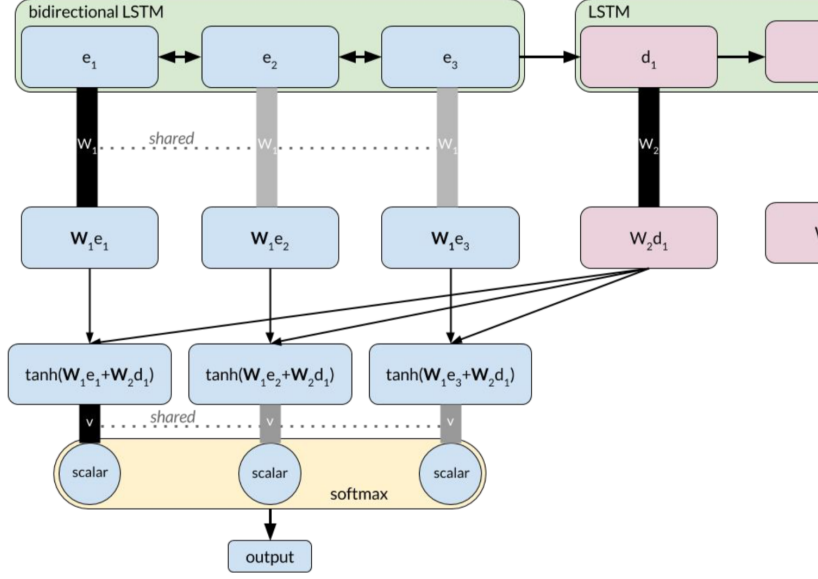 bidirectional LSTM
LSTM
e₁
e₂
e₃
d₁
W₁
shared
W₁
W₁
W₂
W₁e₁
W₁e₂
W₁e₃
W₂d₁
tanh(W₁e₁+W₂d₁)
tanh(W₁e₂+W₂d₁)
tanh(W₁e₃+W₂d₁)
v
shared
v
v
scalar
scalar
scalar
softmax
output